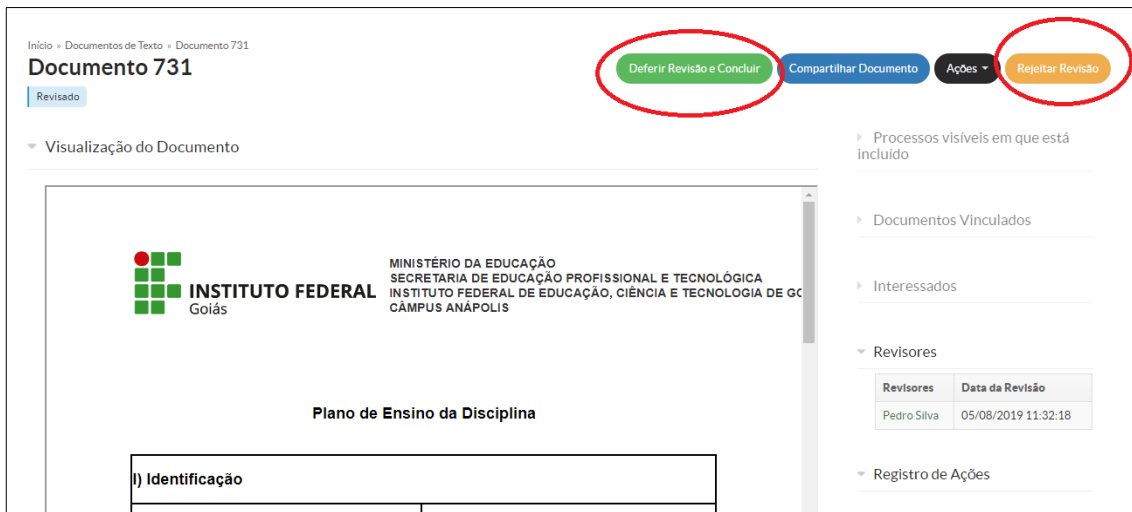 Início » Documentos de Texto » Documento 731
Documento 731
Revisado
Deferir Revisão e Concluir
Compartilhar Documento
Ações
Rejeitar Revisão
Visualização do Documento
INSTITUTO FEDERAL
Goiás
MINISTÉRIO DA EDUCAÇÃO
SECRETARIA DE EDUCAÇÃO PROFISSIONAL E TECNOLÓGICA
INSTITUTO FEDERAL DE EDUCAÇÃO, CIÊNCIA E TECNOLOGIA DE
CÂMPUS ANÁPOLIS
Plano de Ensino da Disciplina
I) Identificação
Processos visíveis em que está
incluído
Documentos Vinculados
Interessados
Revisores
Revisores Data da Revisão
Pedro Silva 05/08/2019 11:32:18
Registro de Ações